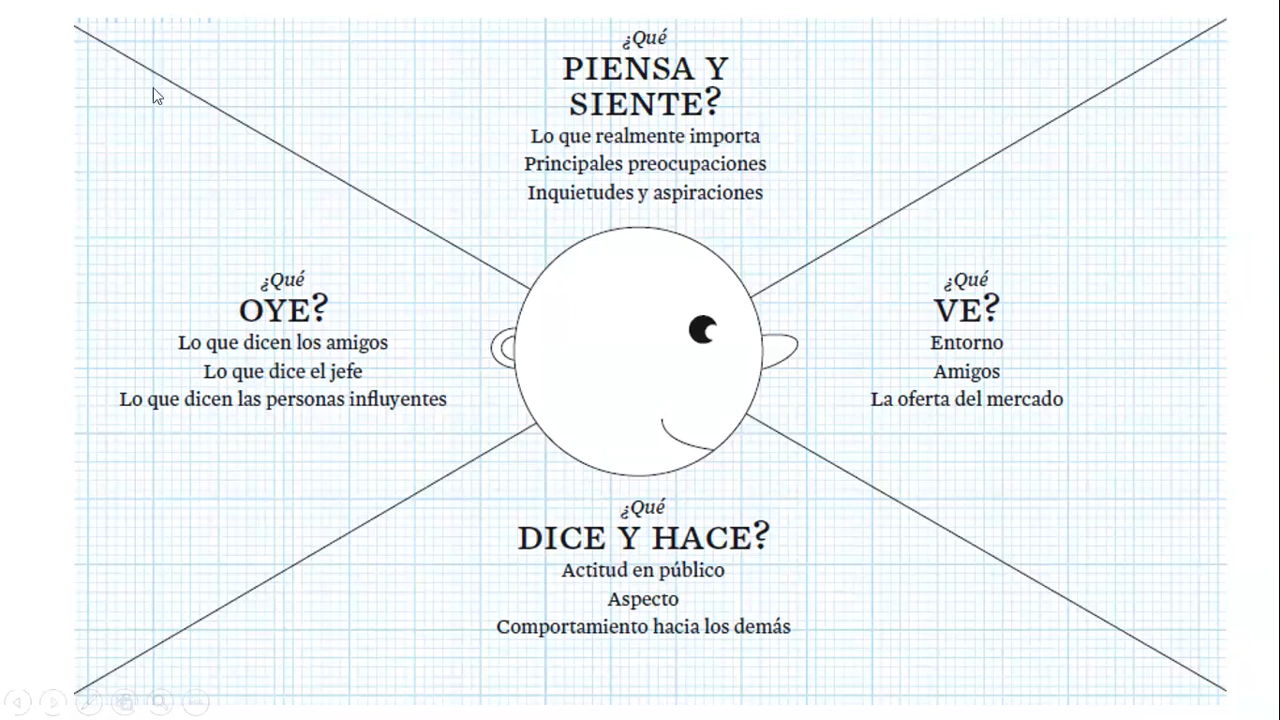 ¿Qué
PIENSA Y
SIENTE?
Lo que realmente importa
Principales preocupaciones
Inquietudes y aspiraciones
¿Qué
OYE?
Lo que dicen los amigos
Lo que dice el jefe
Lo que dicen las personas influyentes
¿Qué
VE?
Entorno
Amigos
La oferta del mercado
¿Qué
DICE Y HACE?
Actitud en público
Aspecto
Comportamiento hacia los demás